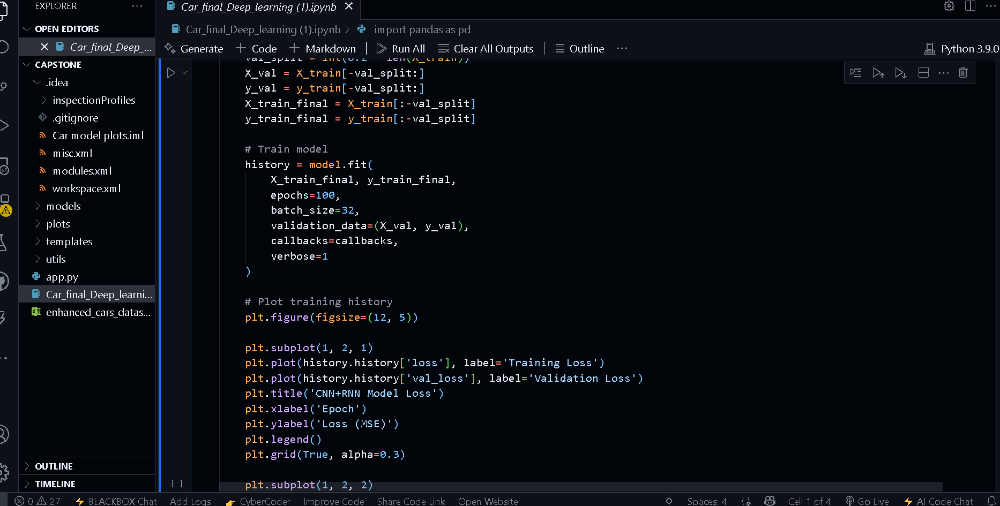 EXPLORER
OPEN EDITORS
Car_final_Deep_...
CAPSTONE
.idea
inspectionProfiles
.gitignore
Car model plots.iml
misc.xml
modules.xml
workspace.xml
models
plots
templates
utils
app.py
Car_final_Deep_learni...
enhanced_cars_datas...
OUTLINE
TIMELINE
Car_final_Deep_learning (1).ipynb
Car_final_Deep_learning (1).ipynb > import pandas as pd
Generate + Code + Markdown | Run All Clear All Outputs | Outline ...
Python 3.9.0
val_split = int(0.2 * len(X_train))
X_val = X_train[-val_split:]
y_val = y_train[-val_split:]
X_train_final = X_train[:-val_split]
y_train_final = y_train[:-val_split]
# Train model
history = model.fit(
X_train_final, y_train_final,
epochs=100,
batch_size=32,
validation_data=(X_val, y_val),
callbacks=callbacks,
verbose=1
)
# Plot training history
plt.figure(figsize=(12, 5))
plt.subplot(1, 2, 1)
plt.plot(history.history['loss'], label='Training Loss')
plt.plot(history.history['val_loss'], label='Validation Loss')
plt.title('CNN+RNN Model Loss')
plt.xlabel('Epoch')
plt.ylabel('Loss (MSE)')
plt.legend()
plt.grid(True, alpha=0.3)
[ ]
plt.subplot(1, 2, 2)
0 27 BLACKBOX Chat Add Logs CyberCoder Improve Code Share Code Link Open Website Spaces: 4 Cell 1 of 4 Go Live AI Code Chat